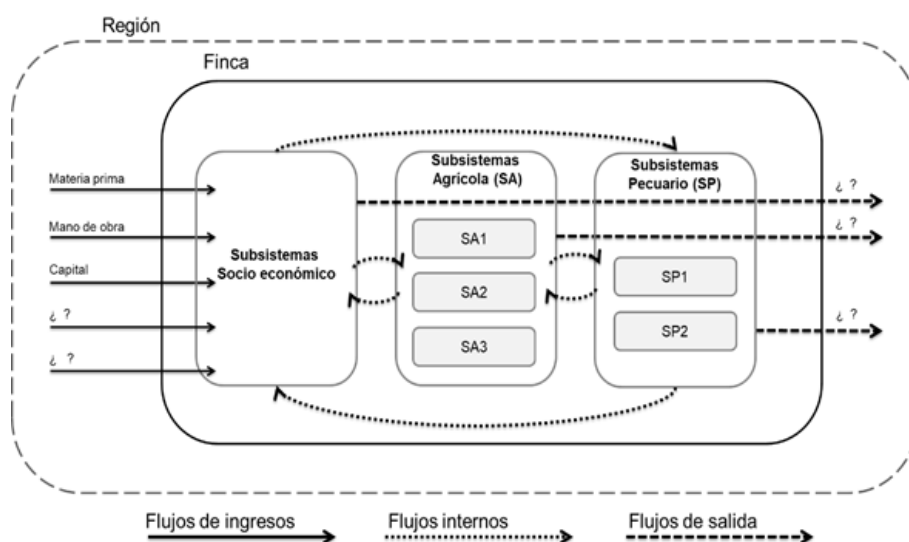 Región
Finca
Materia prima
Mano de obra
Capital
¿ ?
¿ ?
Subsistemas
Socio económico
Subsistemas
Agrícola (SA)
SA1
SA2
SA3
Subsistemas
Pecuario (SP)
SP1
SP2
¿ ?
¿ ?
¿ ?
Flujos de ingresos
Flujos internos
Flujos de salida